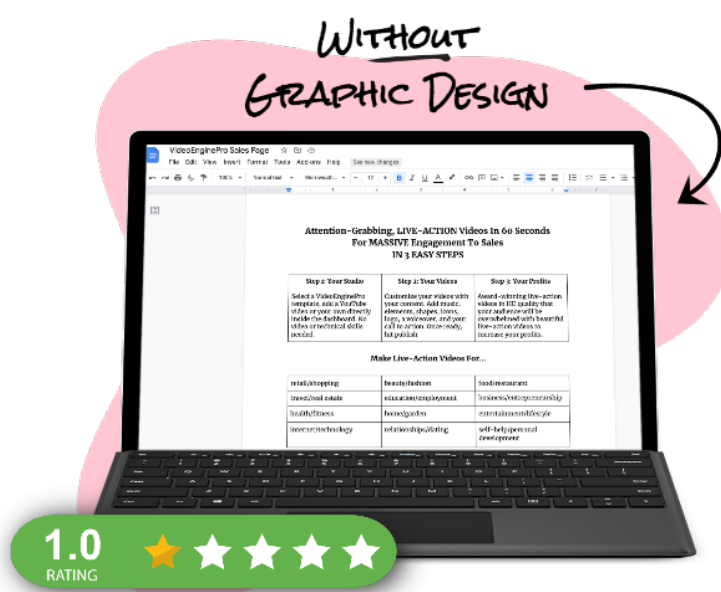 WITHOUT
GRAPHIC DESIGN
VideoEnginePro Sales Page
File Edit View Insert Format Tools Add-ons Help See new changes
100% Normal text Merriweath... - 12 + B I U A
Attention-Grabbing, LIVE-ACTION Videos In 60 Seconds
For MASSIVE Engagement To Sales
IN 3 EASY STEPS
Step 1: Your Studio
Select a VideoEnginePro
template, add a YouTube
video or your own directly
inside the dashboard. No
video or technical skills
needed.
Step 2: Your Videos
Customize your videos with
your content. Add music,
elements, shapes, icons,
logo, a voiceover, and your
call to action. Once ready,
hit publish
Step 3: Your Profits
Award-winning live-action
videos in HD quality that
your audience will be
overwhelmed with beautiful
live-action videos to
increase your profits.
Make Live-Action Videos For...
retail/shopping beauty/fashion food/restaurant
travel/real estate education/employment business/entrepreneurship
health/fitness home/garden entertainment/lifestyle
internet/technology relationships/dating self-help/personal
development
1.0
RATING